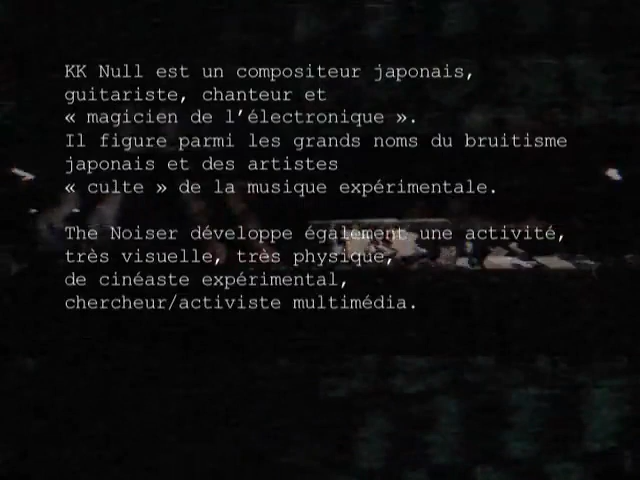 KK Null est un compositeur japonais,
guitariste, chanteur et
« magicien de l’électronique ».
Il figure parmi les grands noms du bruitisme
japonais et des artistes
« culte » de la musique expérimentale.
The Noiser développe également une activité,
très visuelle, très physique,
de cinéaste expérimental,
chercheur/activiste multimédia.